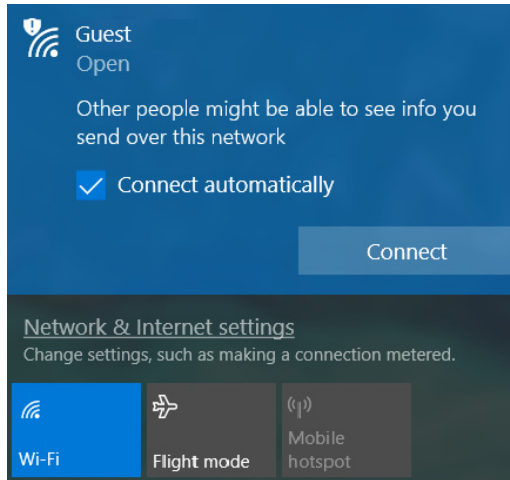 Guest
Open
Other people might be able to see info you
send over this network
Connect automatically
Connect
Network & Internet settings
Change settings, such as making a connection metered.
Wi-Fi
Flight mode
Mobile
hotspot